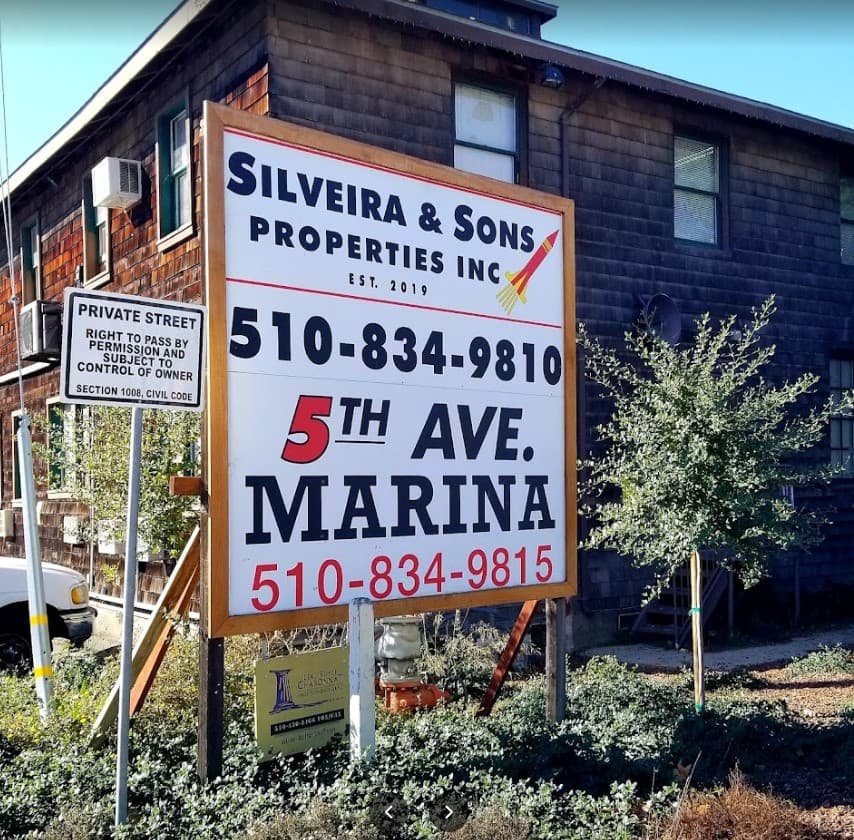 SILVEIRA & SONS
PROPERTIES INC
EST. 2019
510-834-9810
5TH AVE.
MARINA
510-834-9815
PRIVATE STREET
RIGHT TO PASS BY
PERMISSION AND
SUBJECT TO
CONTROL OF OWNER
SECTION 1008, CIVIL CODE